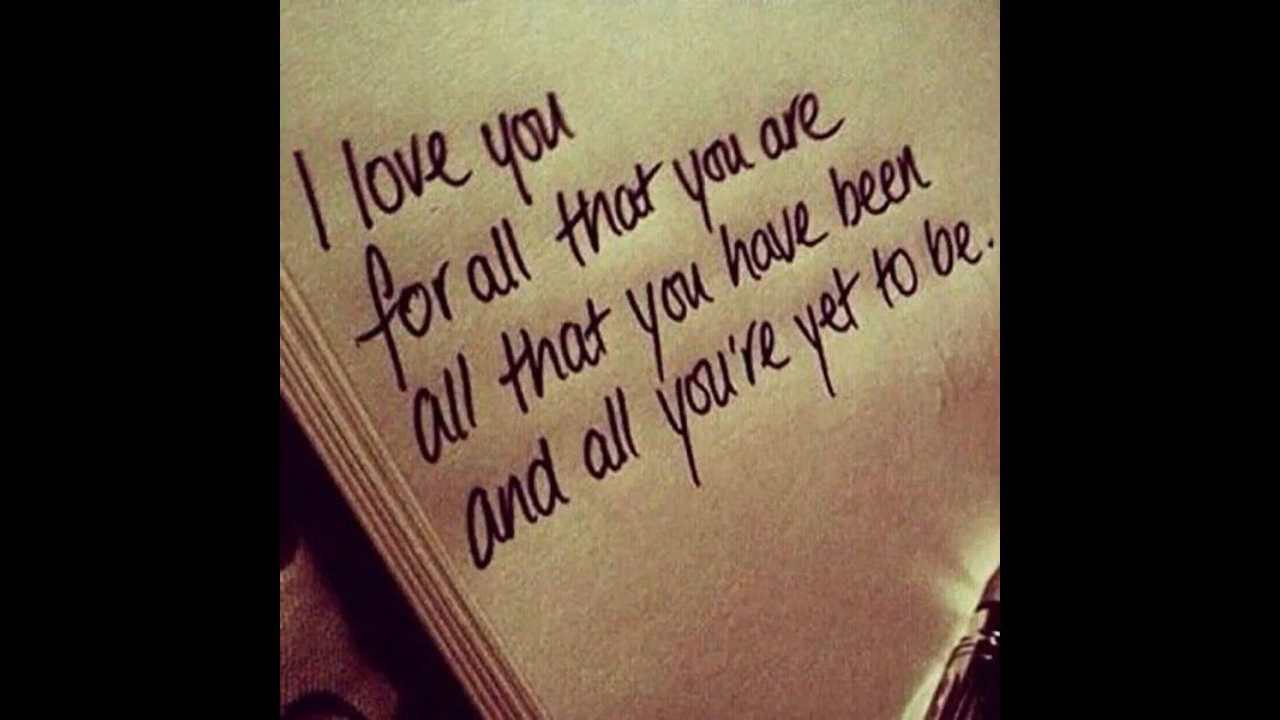 I love you
for all that you are
all that you have been
and all you're yet to be.